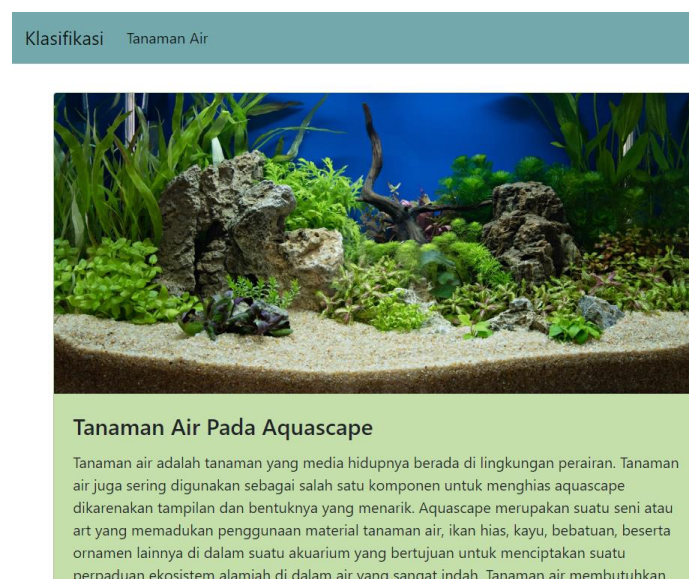 Klasifikasi Tanaman Air
Tanaman Air Pada Aquascape
Tanaman air adalah tanaman yang media hidupnya berada di lingkungan perairan. Tanaman
air juga sering digunakan sebagai salah satu komponen untuk menghias aquascape
dikarenakan tampilan dan bentuknya yang menarik. Aquascape merupakan suatu seni atau
art yang memadukan penggunaan material tanaman air, ikan hias, kayu, bebatuan, beserta
ornamen lainnya di dalam suatu akuarium yang bertujuan untuk menciptakan suatu
perpaduan ekosistem alamiah di dalam air yang sangat indah. Tanaman air membutuhkan